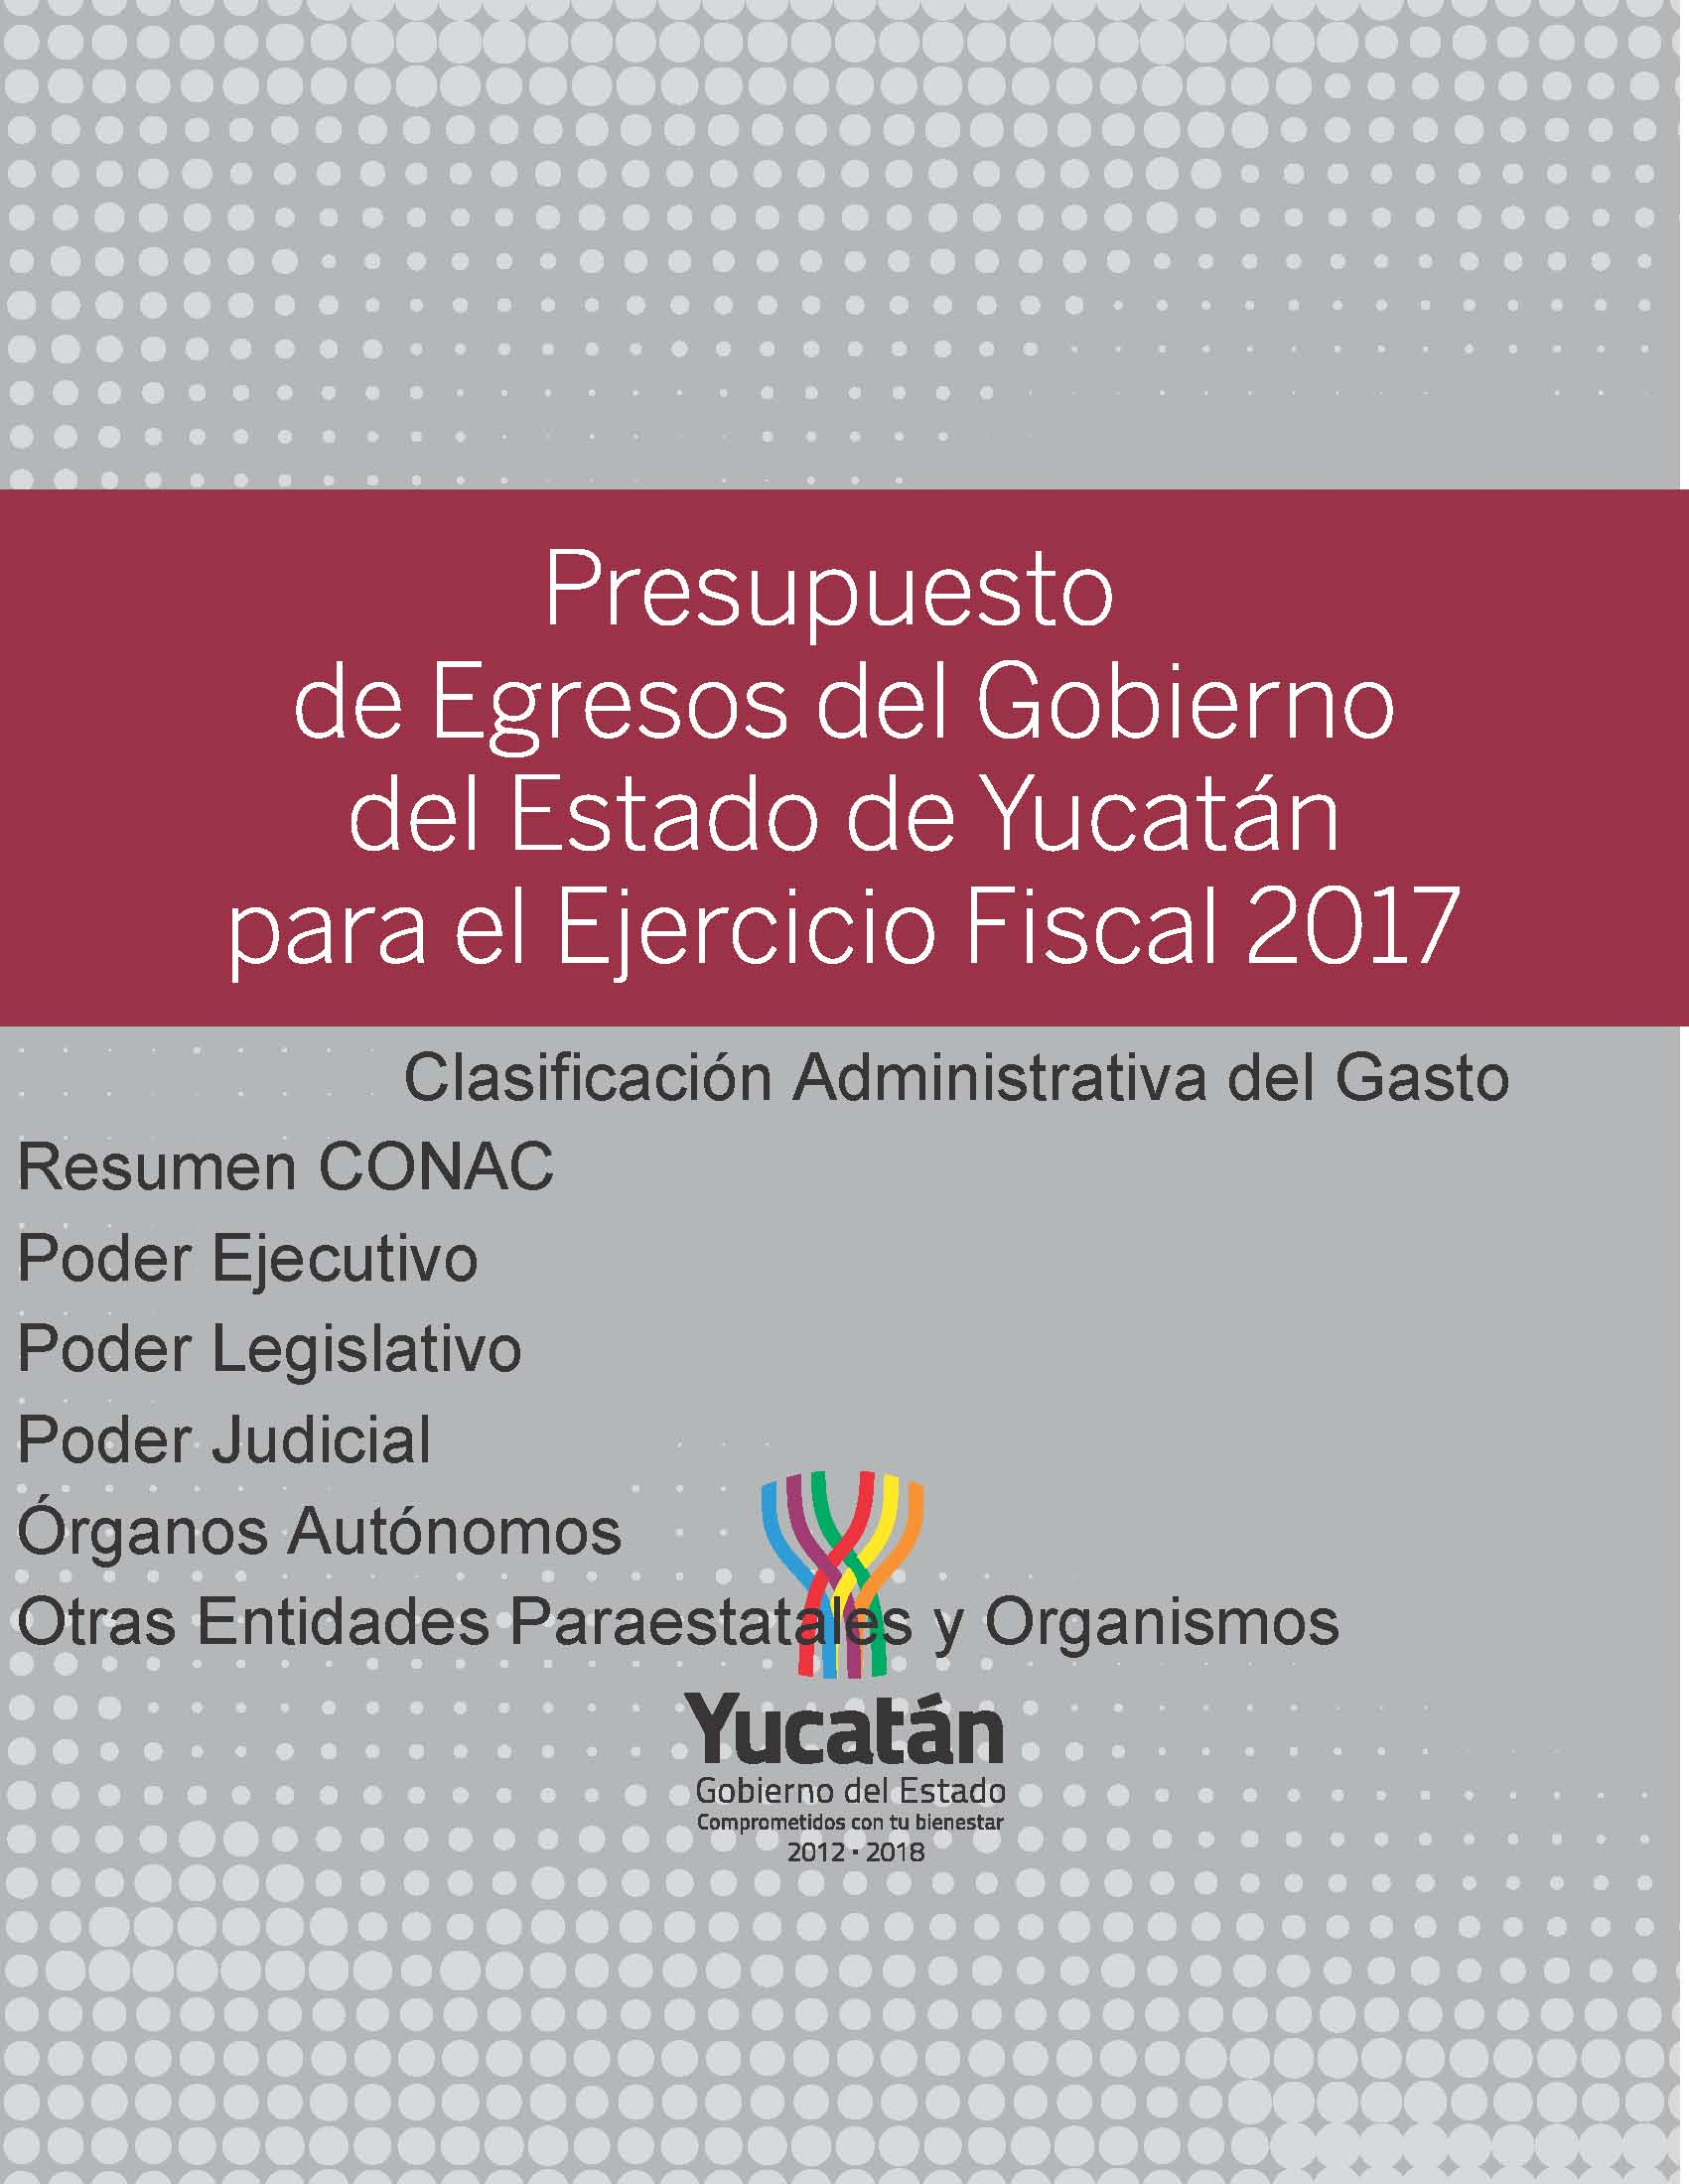 Presupuesto
de Egresos del Gobierno
del Estado de Yucatán
para el Ejercicio Fiscal 2017
Clasificación Administrativa del Gasto
Resumen CONAC
Poder Ejecutivo
Poder Legislativo
Poder Judicial
Órganos Autónomos
Otras Entidades Paraestatales y Organismos
Yucatán
Gobierno del Estado
Comprometidos con tu bienestar
2012 · 2018